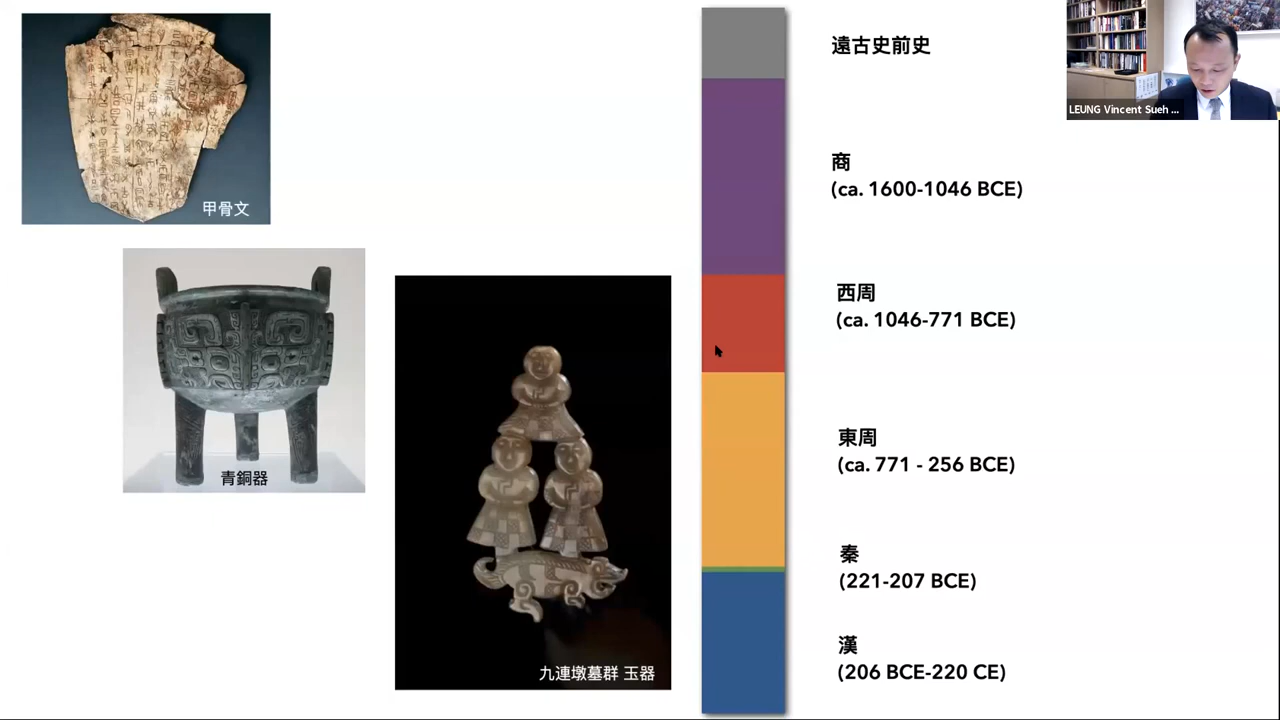 甲骨文
青銅器
九連墩墓群 玉器
遠古史前史
商
(ca. 1600-1046 BCE)
西周
(ca. 1046-771 BCE)
東周
(ca. 771 - 256 BCE)
秦
(221-207 BCE)
漢
(206 BCE-220 CE)
LEUNG Vincent Sueh ...